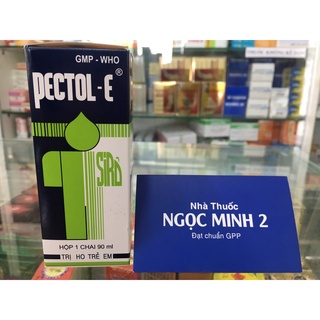 GMP - WHO
PECTOL-E®
SIRÔ
HỘP 1 CHAI 90 ml
TRỊ HO TRẺ EM
Nhà Thuốc
NGỌC MINH 2
Đạt chuẩn GPP